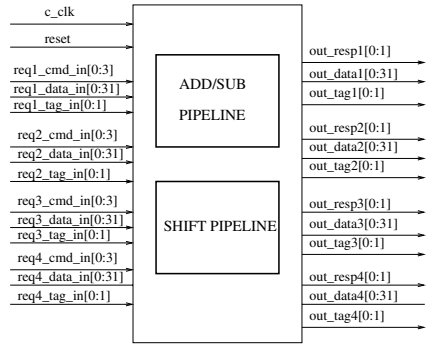 c_clk
reset
req1_cmd_in[0:3]
req1_data_in[0:31]
req1_tag_in[0:1]
req2_cmd_in[0:3]
req2_data_in[0:31]
req2_tag_in[0:1]
req3_cmd_in[0:3]
req3_data_in[0:31]
req3_tag_in[0:1]
req4_cmd_in[0:3]
req4_data_in[0:31]
req4_tag_in[0:1]
ADD/SUB
PIPELINE
SHIFT PIPELINE
out_resp1[0:1]
out_data1[0:31]
out_tag1[0:1]
out_resp2[0:1]
out_data2[0:31]
out_tag2[0:1]
out_resp3[0:1]
out_data3[0:31]
out_tag3[0:1]
out_resp4[0:1]
out_data4[0:31]
out_tag4[0:1]